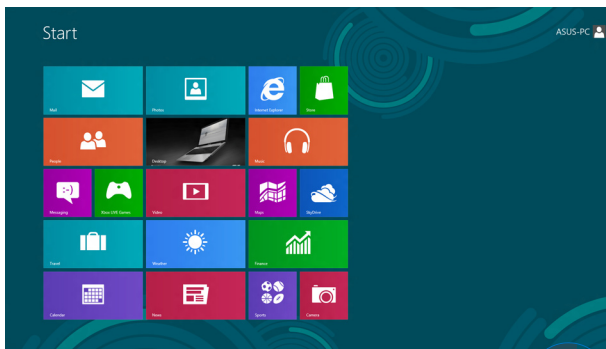 Start
ASUS-PC
Mail
Photos
Internet Explorer
Store
People
Desktop
Music
Messaging
Xbox LIVE Games
Video
Maps
SkyDrive
Travel
Weather
Finance
Calendar
News
Sports
Camera